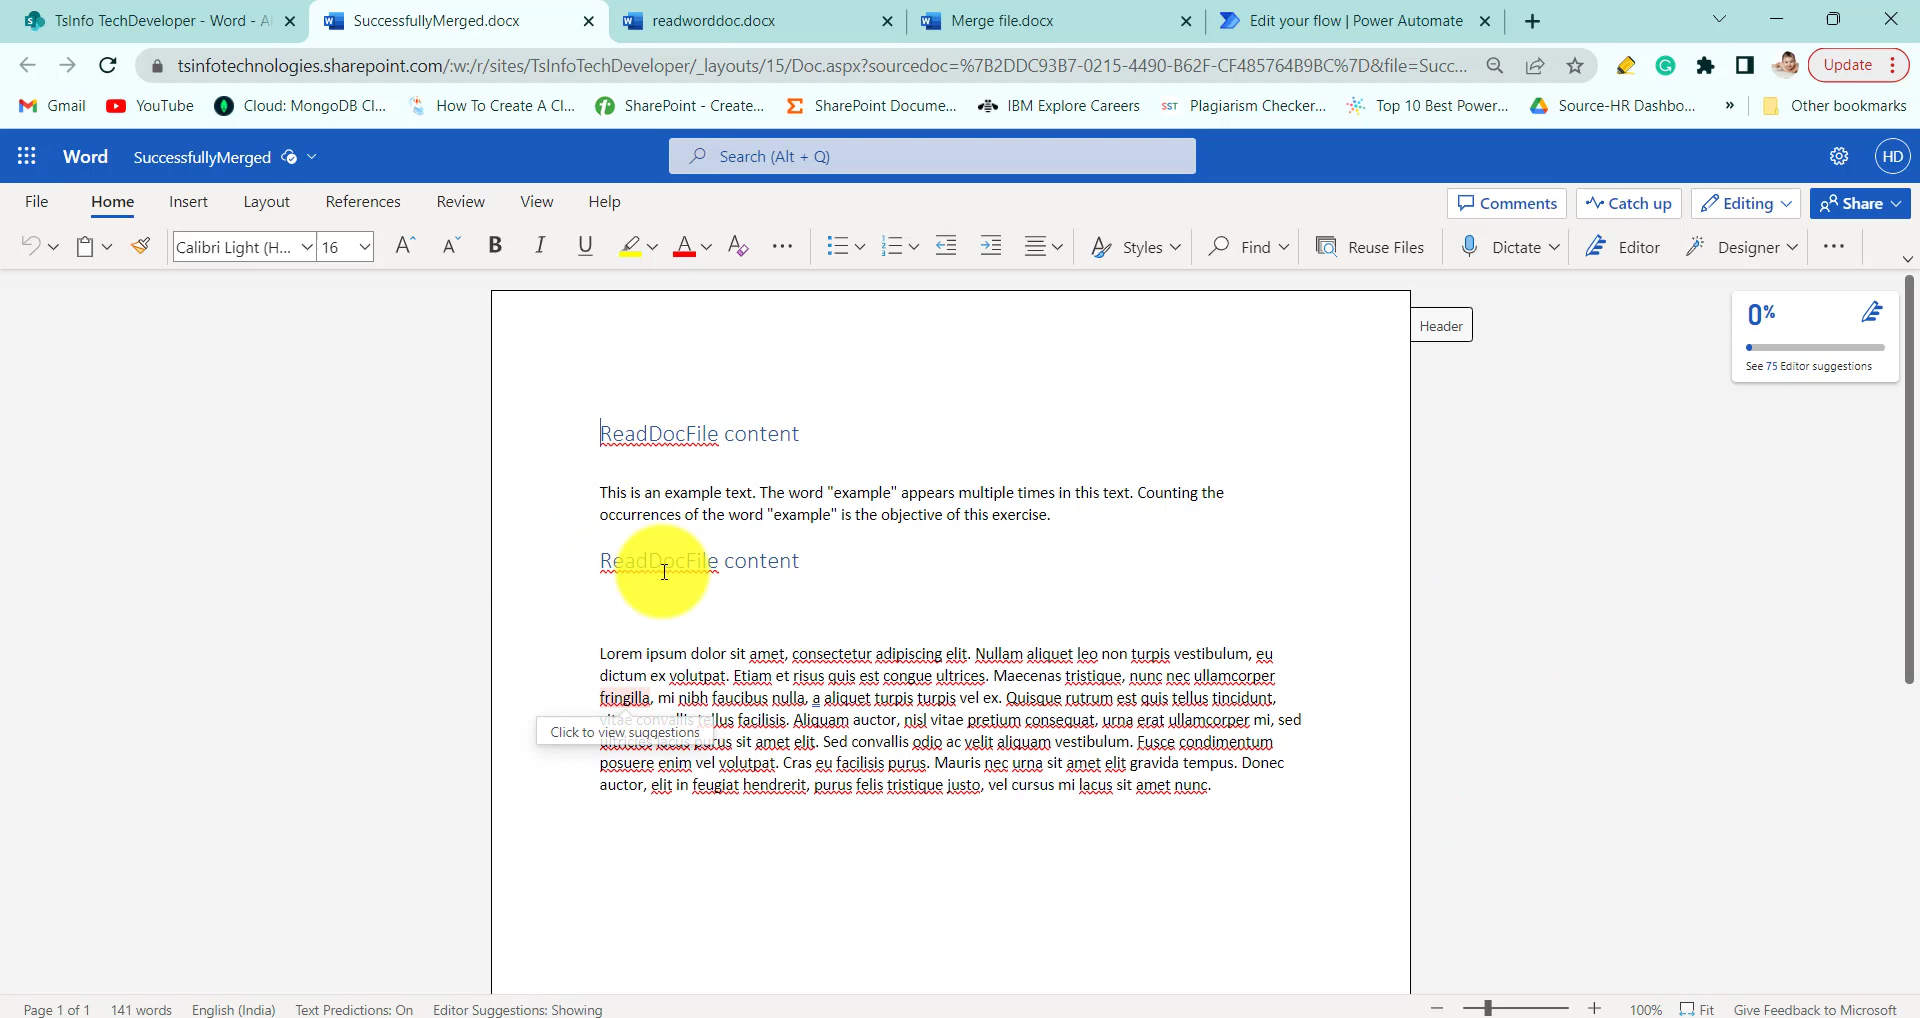 TsInfo TechDeveloper - Word - Al
SuccessfullyMerged.docx
readworddoc.docx
Merge file.docx
Edit your flow | Power Automate
tsinfotechnologies.sharepoint.com/:w:/r/sites/TsInfoTechDeveloper/_layouts/15/Doc.aspx?sourcedoc=%7B2DDC93B7-0215-4490-B62F-CF485764B9BC%7D&file=Succ...
Update
Gmail
YouTube
Cloud: MongoDB Cl...
How To Create A Cl...
SharePoint - Create...
SharePoint Docume...
IBM Explore Careers
SST Plagiarism Checker...
Top 10 Best Power...
Source-HR Dashbo...
»
Other bookmarks
Word
SuccessfullyMerged
Search (Alt + Q)
HD
File Home Insert Layout References Review View Help
Comments Catch up Editing Share
Calibri Light (H... 16 A A B I U A A ... Styles Find Reuse Files Dictate Editor Designer ...
Header
0%
See 75 Editor suggestions
ReadDocFile content
This is an example text. The word "example" appears multiple times in this text. Counting the
occurrences of the word "example" is the objective of this exercise.
ReadDocFile content
Lorem ipsum dolor sit amet, consectetur adipiscing elit. Nullam aliquet leo non turpis vestibulum, eu
dictum ex volutpat. Etiam et risus quis est congue ultrices. Maecenas tristique, nunc nec ullamcorper
fringilla, mi nibh faucibus nulla, a aliquet turpis turpis vel ex. Quisque rutrum est quis tellus tincidunt,
vitae convallis tellus facilisis. Aliquam auctor, nisl vitae pretium consequat, urna erat ullamcorper mi, sed
Click to view suggestions
ultricies lacus purus sit amet elit. Sed convallis odio ac velit aliquam vestibulum. Fusce condimentum
posuere enim vel volutpat. Cras eu facilisis purus. Mauris nec urna sit amet elit gravida tempus. Donec
auctor, elit in feugiat hendrerit, purus felis tristique justo, vel cursus mi lacus sit amet nunc.
Page 1 of 1 141 words English (India) Text Predictions: On Editor Suggestions: Showing
100% Fit Give Feedback to Microsoft